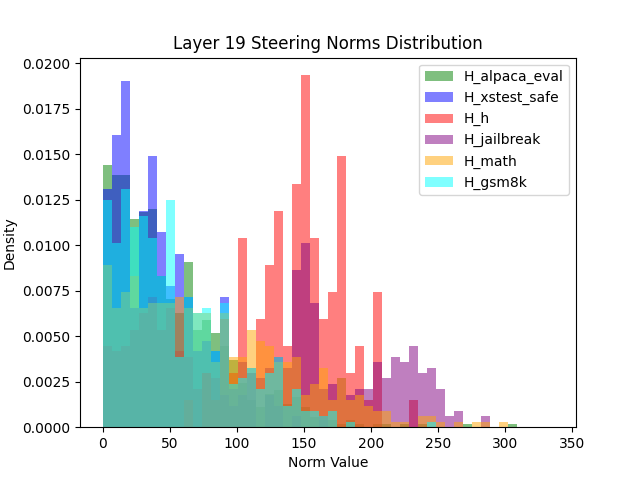 Layer 19 Steering Norms Distribution
H_alpaca_eval
H_xstest_safe
H_h
H_jailbreak
H_math
H_gsm8k
0.0200
0.0175
0.0150
0.0125
0.0100
0.0075
0.0050
0.0025
0.0000
Density
0 50 100 150 200 250 300 350
Norm Value